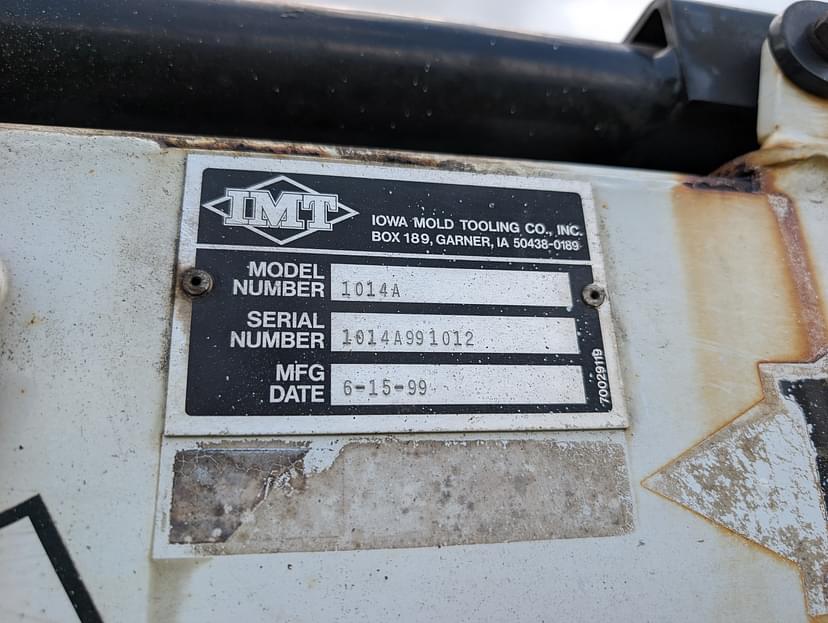 IMT
IOWA MOLD TOOLING CO., INC.
BOX 189, GARNER, IA 50438-0189
MODEL
NUMBER 1014A
SERIAL
NUMBER 1014A991012
MFG
DATE 6-15-99
70029119